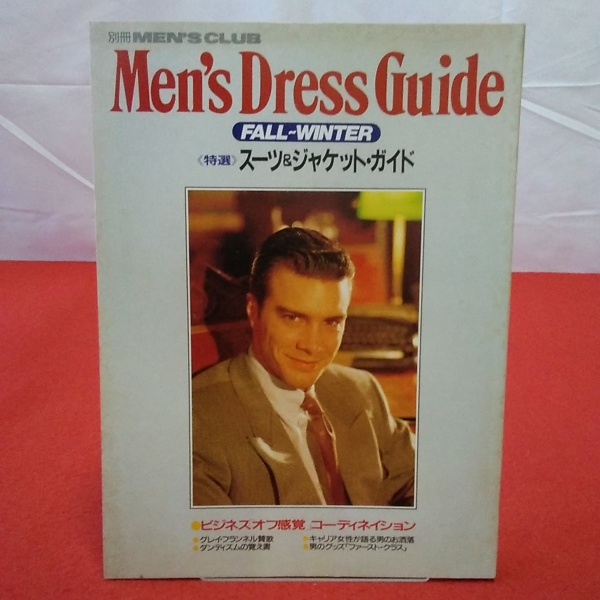 別冊MEN'S CLUB
Men's Dress Guide
FALL~WINTER
《特選》スーツ&ジャケット・ガイド
●ビジネスオフ感覚 コーディネイション
●グレイ・フランネル賛歌
●キャリア女性が語る男のお洒落
●ダンディズムの覚え書
●男のグッズ「ファースト・クラス」